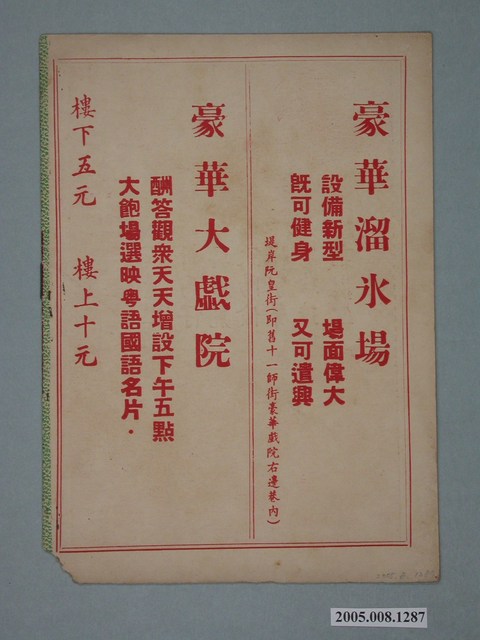 豪華溜氷場
設備新型 場面偉大
既可健身 又可遣興
堤岸阮皇街(即舊十一師街豪華戲院右邊巷內)
豪華大戲院
酬答觀衆天天增設下午五點
大飽場選映粵語國語名片．
樓下五元 樓上十元
2005.008.1287